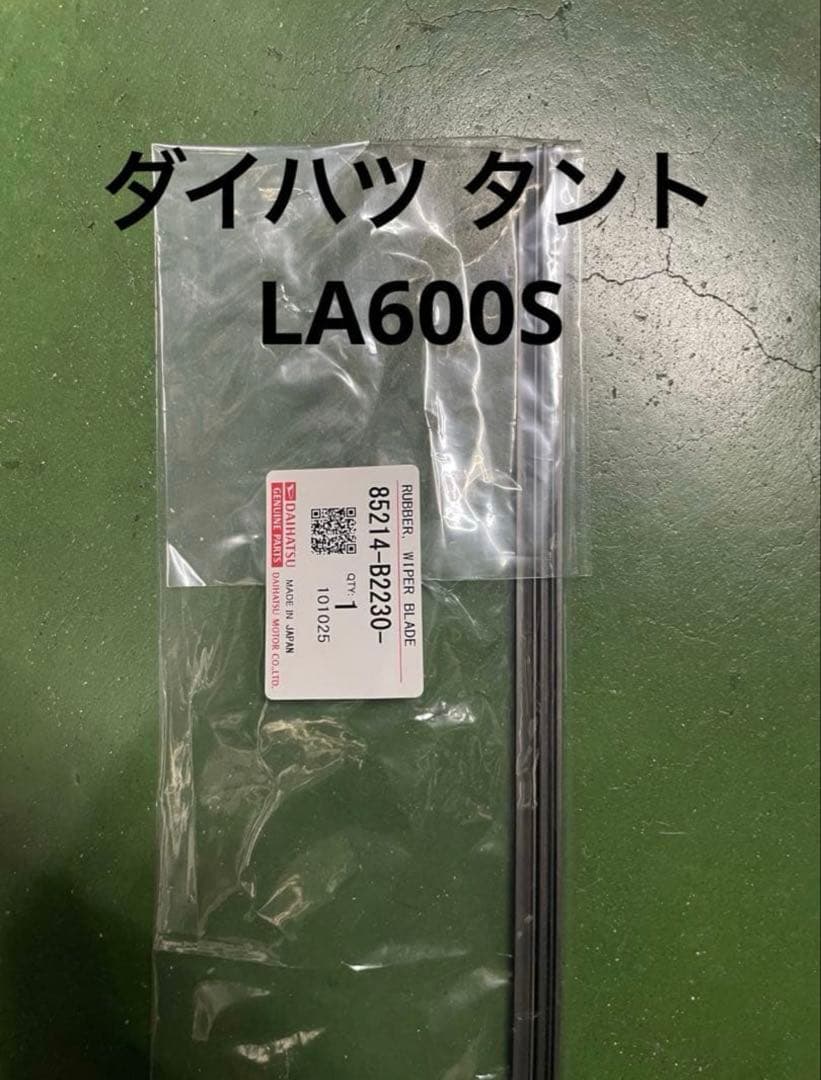 ダイハツ タント
LA600S
RUBBER, WIPER BLADE
85214-B2230-
QTY: 1
101025
DAIHATSU
GENUINE PARTS
MADE IN JAPAN
DAIHATSU MOTOR CO.,LTD.